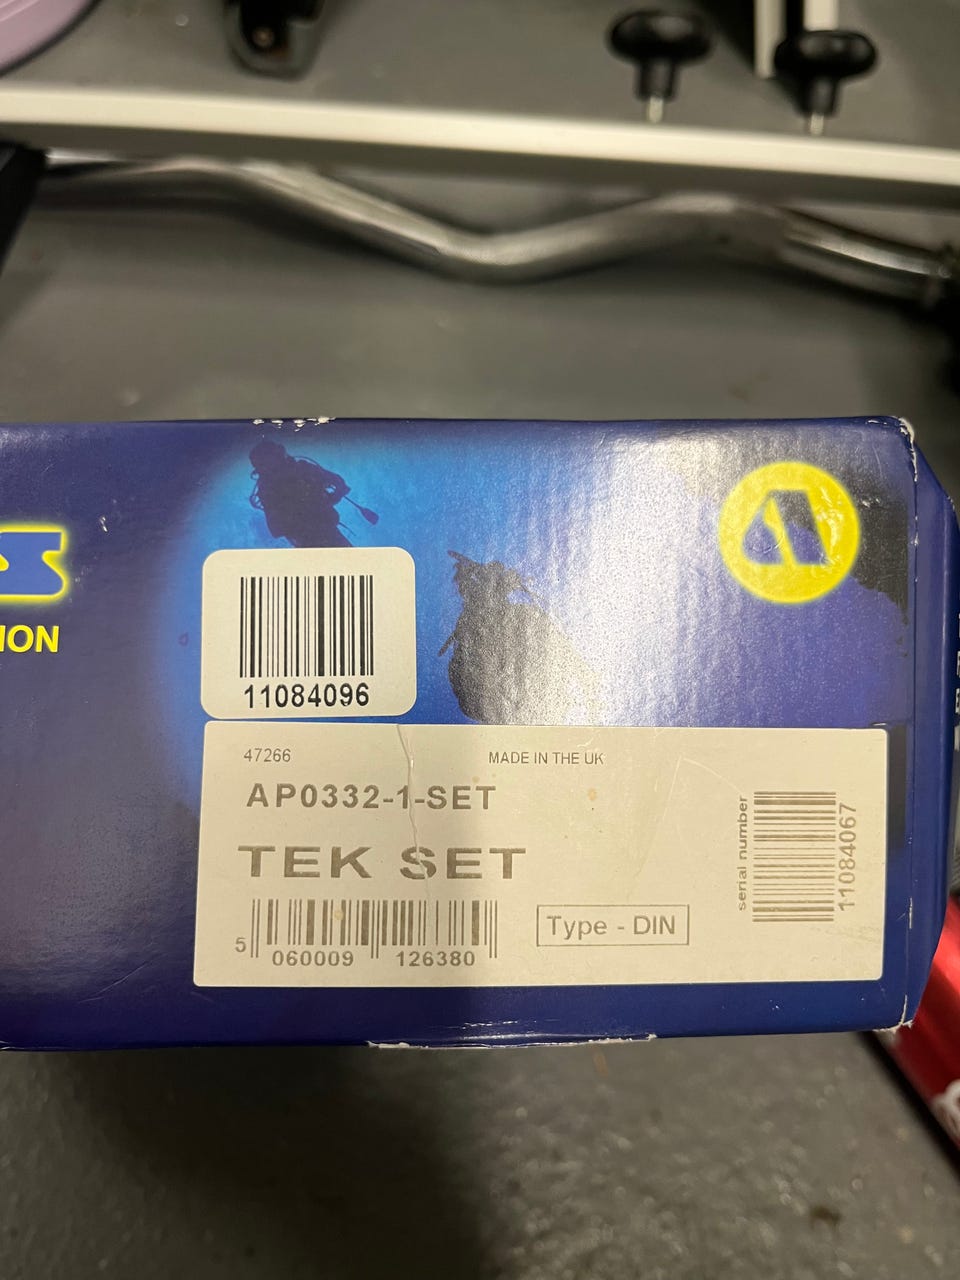 S
ION
11084096
47266
MADE IN THE UK
AP0332-1-SET
TEK SET
5 060009 126380
Type - DIN
serial number
11084067